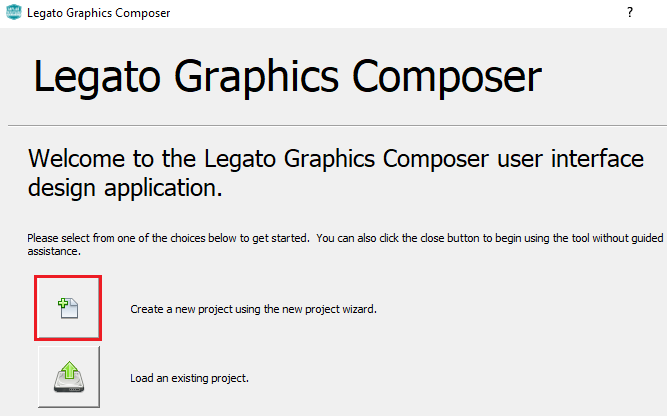 Legato Graphics Composer
?
Legato Graphics Composer
Welcome to the Legato Graphics Composer user interface
design application.
Please select from one of the choices below to get started.  You can also click the close button to begin using the tool without guided
assistance.
Create a new project using the new project wizard.
Load an existing project.